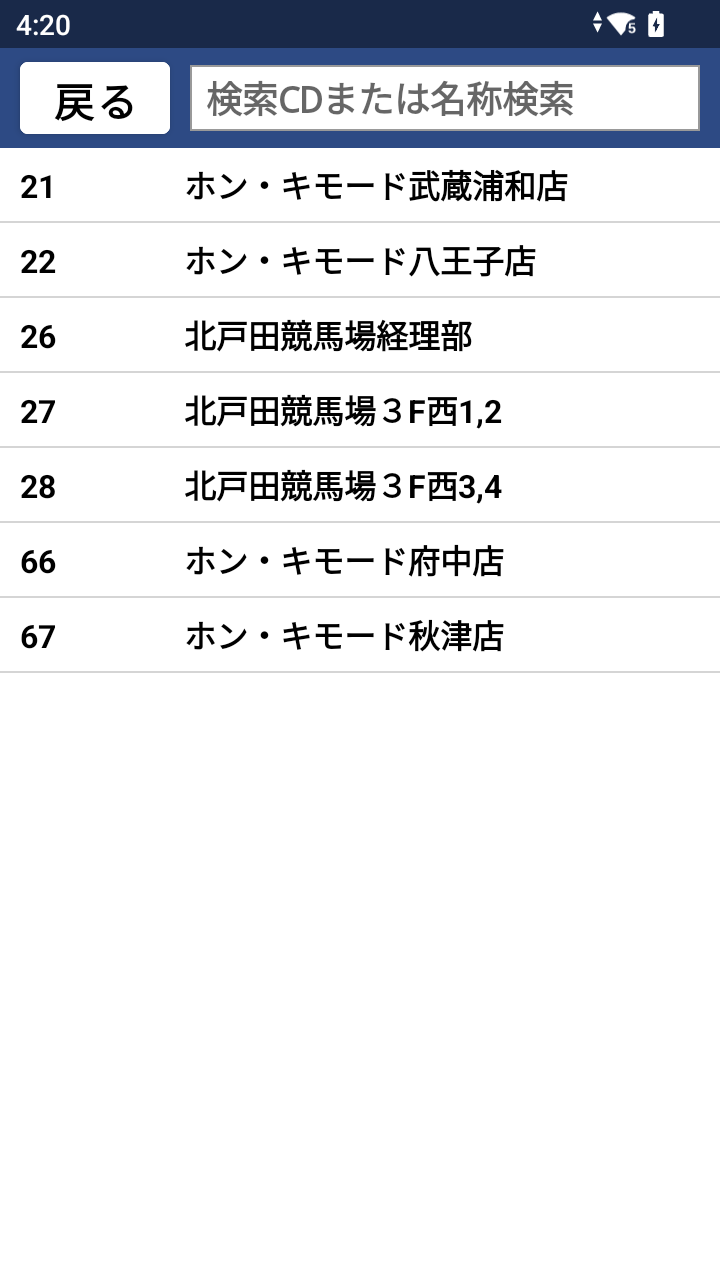 4:20
5
戻る
検索CDまたは名称検索
21 ホン・キモード武蔵浦和店
22 ホン・キモード八王子店
26 北戸田競馬場経理部
27 北戸田競馬場３F西1,2
28 北戸田競馬場３F西3,4
66 ホン・キモード府中店
67 ホン・キモード秋津店